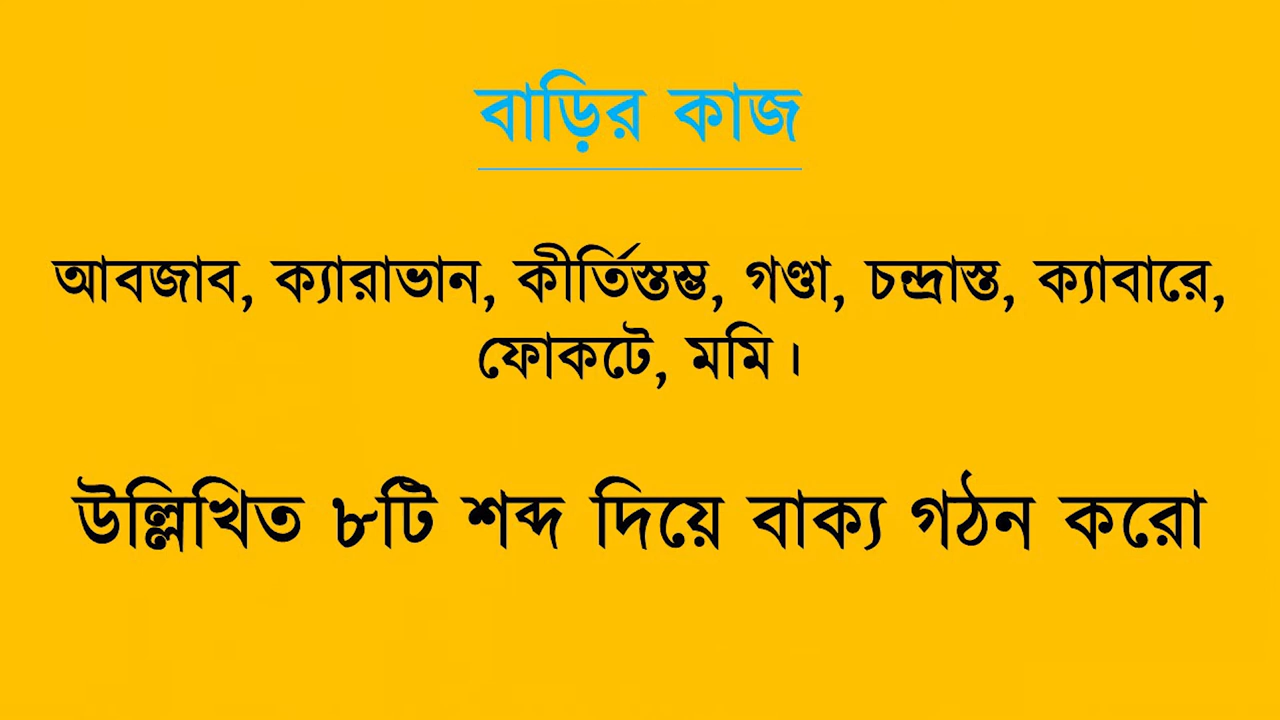 বাড়ির কাজ
আবজাব, ক্যারাভান, কীর্তিস্তম্ভ, গণ্ডা, চন্দ্রাস্ত, ক্যাবারে,
ফোকটে, মমি।
উল্লিখিত ৮টি শব্দ দিয়ে বাক্য গঠন করো